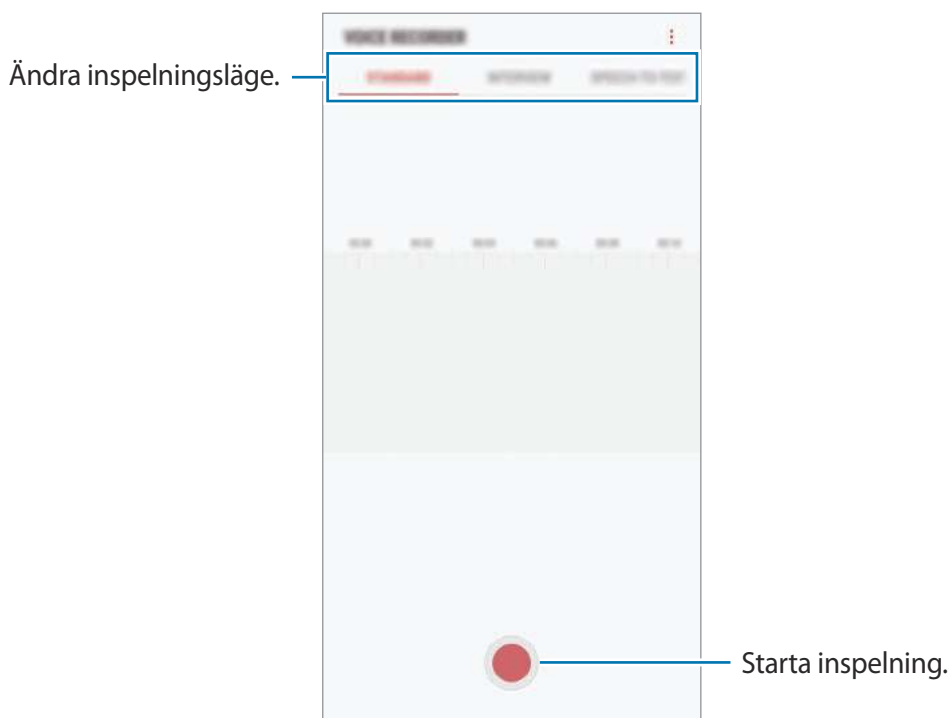 VOICE RECORDER
Ändra inspelningsläge.
STANDARD INTERVIEW SPEECH-TO-TEXT
Starta inspelning.